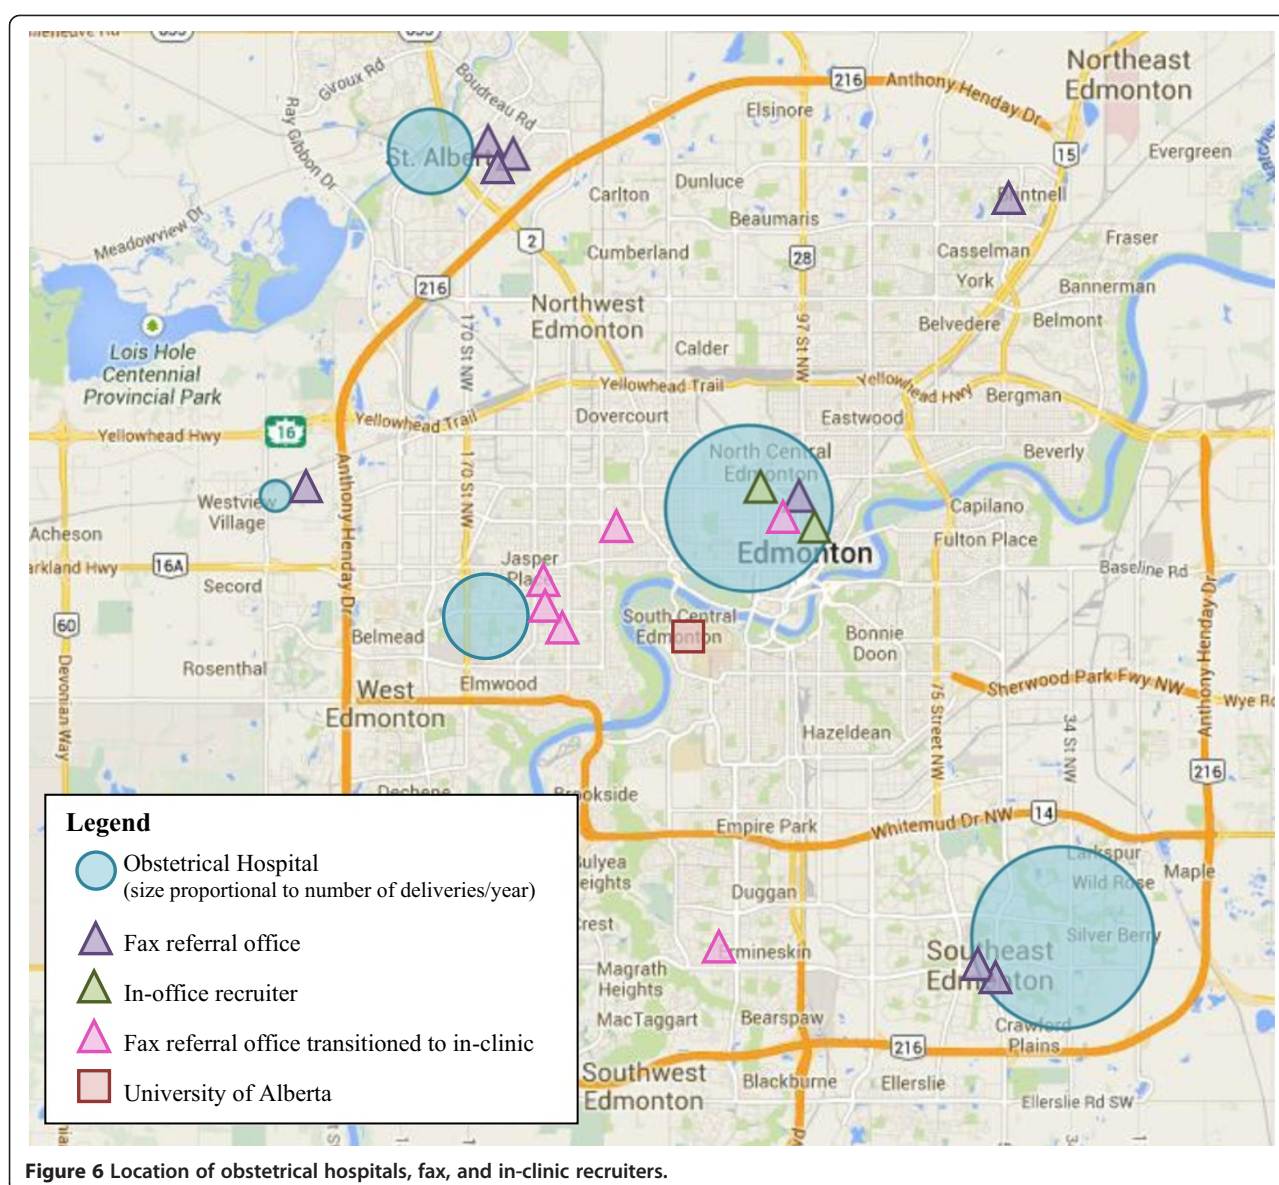 216
Anthony Henday Dr
Northeast
Edmonton
Giroux Rd
Boudreau Rd
Ray Gibbon Dr
Elsinore
15
Evergreen
St. Albert
Carlton
Dunluce
Beaumaris
Meadowview Dr
2
Cumberland
28
Casselman
York
Fraser
Bannerman
216
Northwest
Edmonton
170 St NW
97 St NW
Belvedere
Belmont
Lois Hole
Centennial
Provincial Park
Calder
Yellowhead Trail
Yellowhead Hwy
Bergman
Yellowhead Hwy
16
Yellowhead Trail
Dovercourt
Eastwood
North Central
Edmonton
Beverly
Anthony Henday Dr
170 St NW
Westview
Village
Capilano
Acheson
Fulton Place
Edmonton
16A
Jasper
Secord
Baseline Rd
60
Belmead
South Central
Edmonton
Bonnie
Doon
Anthony Henday Dr
Rosenthal
Elmwood
West
Edmonton
Sherwood Park Fwy NW
Devonian Way
75 Street NW
34 St NW
Hazeldean
216
Empire Park
Whitemud Dr NW
14
Larkspur
Wild Rose
Maple
Duggan
Silver Berry
Southeast
Edmonton
Ermineskin
Magrath
Heights
MacTaggart
Bearspaw
Crawford
Plains
216
Southwest
Edmonton
Blackburne
Ellerslie
Ellerslie Rd SW
Legend
Obstetrical Hospital
(size proportional to number of deliveries/year)
Fax referral office
In-office recruiter
Fax referral office transitioned to in-clinic
University of Alberta
Figure 6 Location of obstetrical hospitals, fax, and in-clinic recruiters.